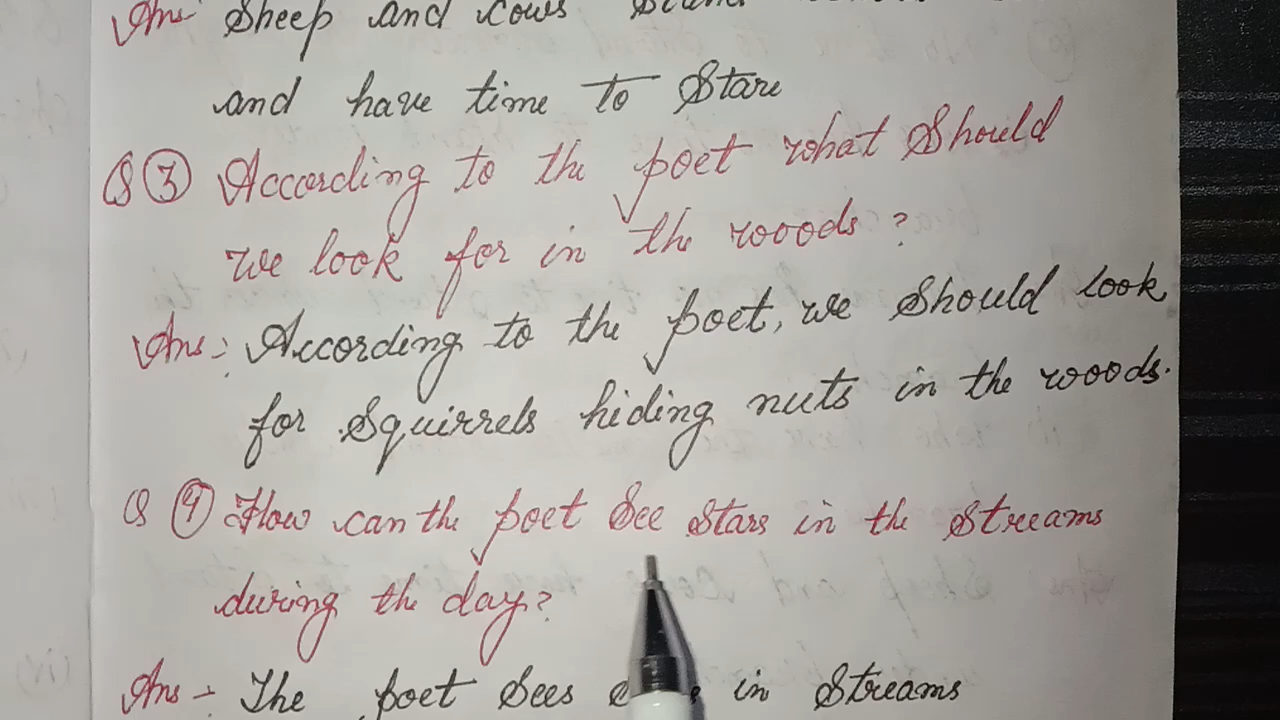 Ans- Sheep and cows
and have time to Stare
Q ③ According to the poet what Should
we look for in the woods?
Ans:- According to the poet, we Should look
for Squirrels hiding nuts in the woods.
Q ④ How can the poet See Stars in the Streams
during the day?
Ans- The poet Sees in Streams